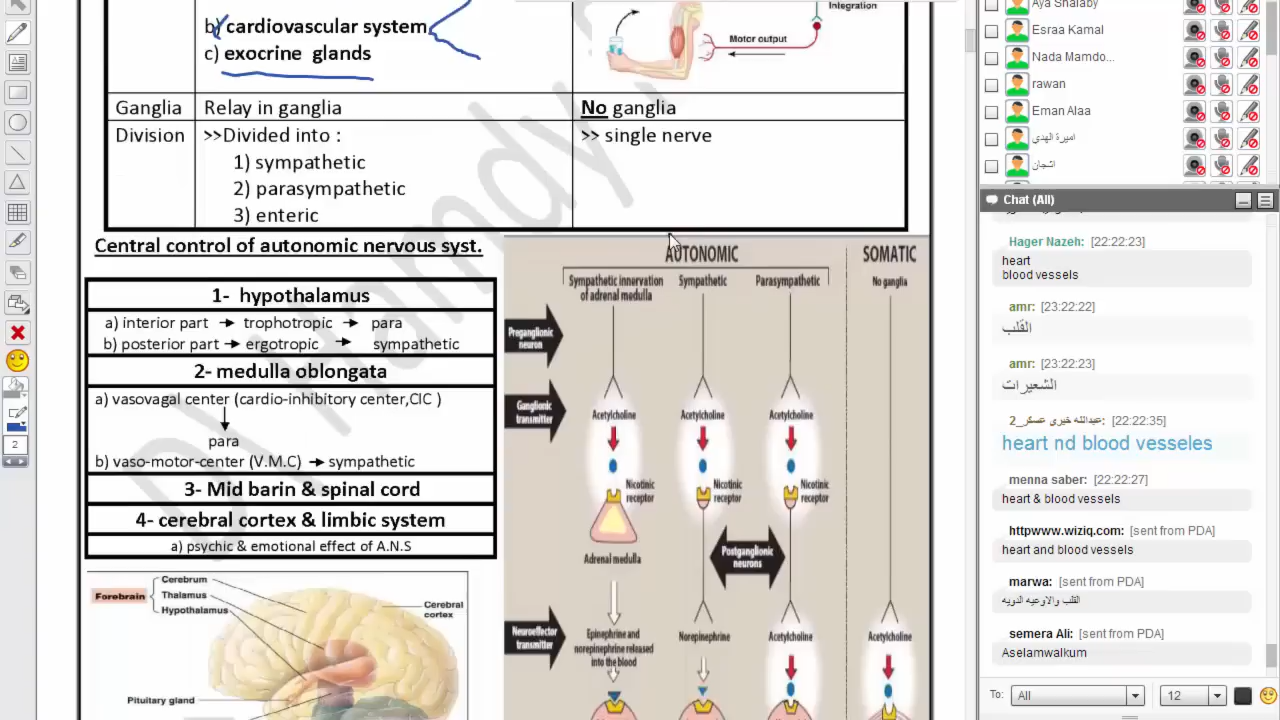 b) cardiovascular system
c) exocrine glands
Integration
Motor output
Ganglia Relay in ganglia No ganglia
Division >>Divided into : >> single nerve
1) sympathetic
2) parasympathetic
3) enteric
Central control of autonomic nervous syst.
1- hypothalamus
a) interior part → trophotropic → para
b) posterior part → ergotropic → sympathetic
2- medulla oblongata
a) vasovagal center (cardio-inhibitory center,CIC )
para
b) vaso-motor-center (V.M.C) → sympathetic
3- Mid barin & spinal cord
4- cerebral cortex & limbic system
a) psychic & emotional effect of A.N.S
Forebrain
Cerebrum
Thalamus
Hypothalamus
Cerebral
cortex
Pituitary gland
AUTONOMIC SOMATIC
Sympathetic innervation
of adrenal medulla
Sympathetic
Parasympathetic
No ganglia
Preganglionic
neuron
Ganglionic
transmitter
Acetylcholine Acetylcholine Acetylcholine
Nicotinic
receptor
Nicotinic
receptor
Nicotinic
receptor
Adrenal medulla
Postganglionic
neurons
Neuroeffector
transmitter
Epinephrine and
norepinephrine released
into the blood
Norepinephrine
Acetylcholine
Acetylcholine
Dr Hamdy
2
Aya Shalaby
Esraa Kamal
Nada Mamdo...
rawan
Eman Alaa
اميرة الهدي
اشجان
Chat (All)
Hager Nazeh: [22:22:23]
heart
blood vessels
amr: [23:22:22]
القلب
amr: [23:22:23]
الشعيرات
عبدالله خيري عسكر_2: [22:22:35]
heart nd blood vesseles
menna saber: [22:22:27]
heart & blood vessels
httpwww.wiziq.com: [sent from PDA]
heart and blood vessels
marwa: [sent from PDA]
القلب والاوعيه الدويه
semera Ali: [sent from PDA]
Aselamwalkum
To: All 12